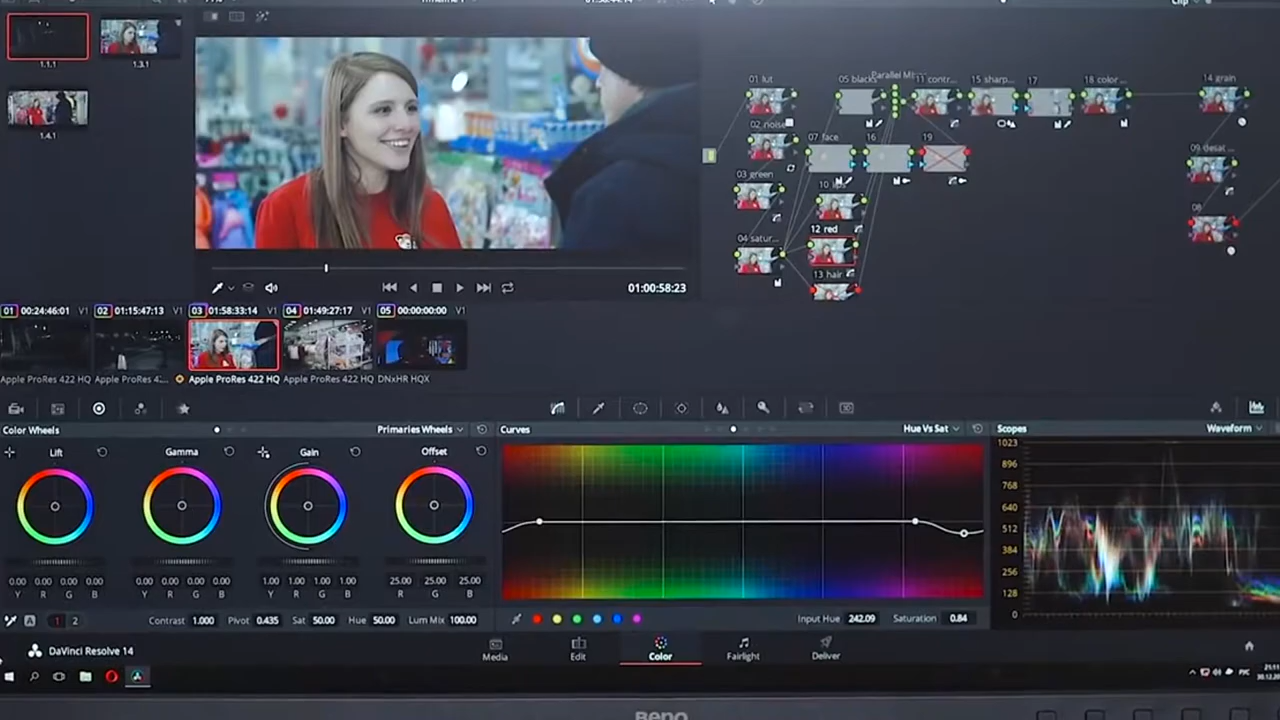 1.1.1
1.3.1
1.4.1
01:00:58:23
01 lut
02 noise
03 green
04 satur...
05 blacks
Parallel Mi...
11 contr...
15 sharp...
17
18 color ...
14 grain
07 face
16
19
09 desat ...
10 lips
12 red
13 hair
08
01 00:24:46:01 V1
02 01:15:47:13 V1
03 01:58:33:14 V1
04 01:49:27:17 V1
05 00:00:00:00 V1
Apple ProRes 422 HQ
Apple ProRes 42...
Apple ProRes 422 HQ
Apple ProRes 422 HQ
DNxHR HQX
Color Wheels
Primaries Wheels
Curves
Hue Vs Sat
Scopes
Waveform
Lift
Gamma
Gain
Offset
0.00 0.00 0.00 0.00
Y R G B
0.00 0.00 0.00 0.00
Y R G B
1.00 1.00 1.00 1.00
Y R G B
25.00 25.00 25.00
R G B
1023
896
768
640
512
384
256
128
0
A 1 2
Contrast 1.000 Pivot 0.435 Sat 50.00 Hue 50.00 Lum Mix 100.00
Input Hue 242.09 Saturation 0.84
DaVinci Resolve 14
Media
Edit
Color
Fairlight
Deliver
РУС
BenQ